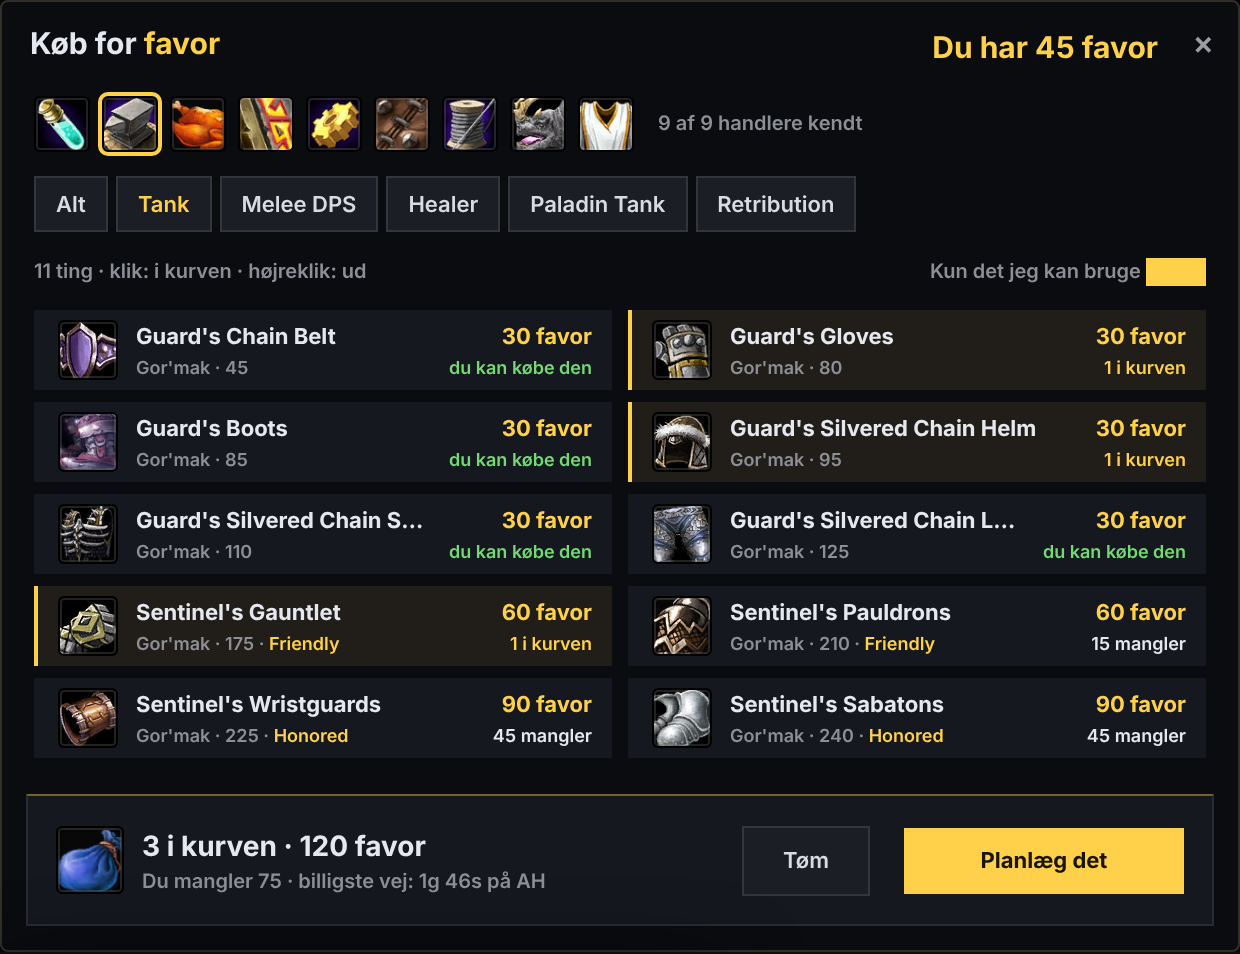 Køb for favor
Du har 45 favor
×
9 af 9 handlere kendt
Alt
Tank
Melee DPS
Healer
Paladin Tank
Retribution
11 ting · klik: i kurven · højreklik: ud
Kun det jeg kan bruge
Guard's Chain Belt
30 favor
Gor'mak · 45
du kan købe den
Guard's Gloves
30 favor
Gor'mak · 80
1 i kurven
Guard's Boots
30 favor
Gor'mak · 85
du kan købe den
Guard's Silvered Chain Helm
30 favor
Gor'mak · 95
1 i kurven
Guard's Silvered Chain S...
30 favor
Gor'mak · 110
du kan købe den
Guard's Silvered Chain L...
30 favor
Gor'mak · 125
du kan købe den
Sentinel's Gauntlet
60 favor
Gor'mak · 175 · Friendly
1 i kurven
Sentinel's Pauldrons
60 favor
Gor'mak · 210 · Friendly
15 mangler
Sentinel's Wristguards
90 favor
Gor'mak · 225 · Honored
45 mangler
Sentinel's Sabatons
90 favor
Gor'mak · 240 · Honored
45 mangler
3 i kurven · 120 favor
Du mangler 75 · billigste vej: 1g 46s på AH
Tøm
Planlæg det